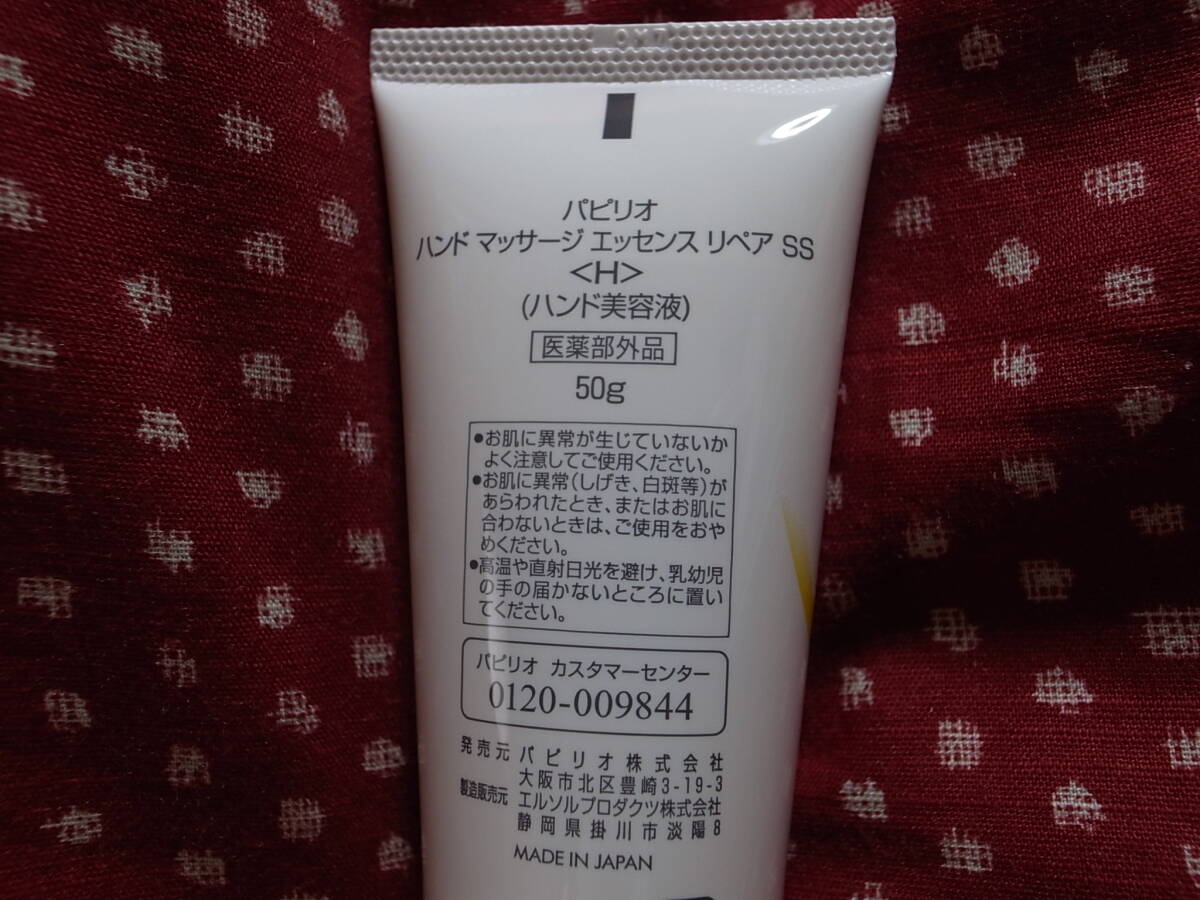 パピリオ
ハンド マッサージ エッセンス リペア SS
<H>
(ハンド美容液)
医薬部外品
50g
•お肌に異常が生じていないか
よく注意してご使用ください。
•お肌に異常(しげき、白斑等)が
あらわれたとき、またはお肌に
合わないときは、ご使用をおや
めください。
•高温や直射日光を避け、乳幼児
の手の届かないところに置い
てください。
パピリオ カスタマーセンター
0120-009844
発売元 パピリオ株式会社
大阪市北区豊崎3-19-3
製造販売元 エルソルプロダクツ株式会社
静岡県掛川市淡陽8
MADE IN JAPAN